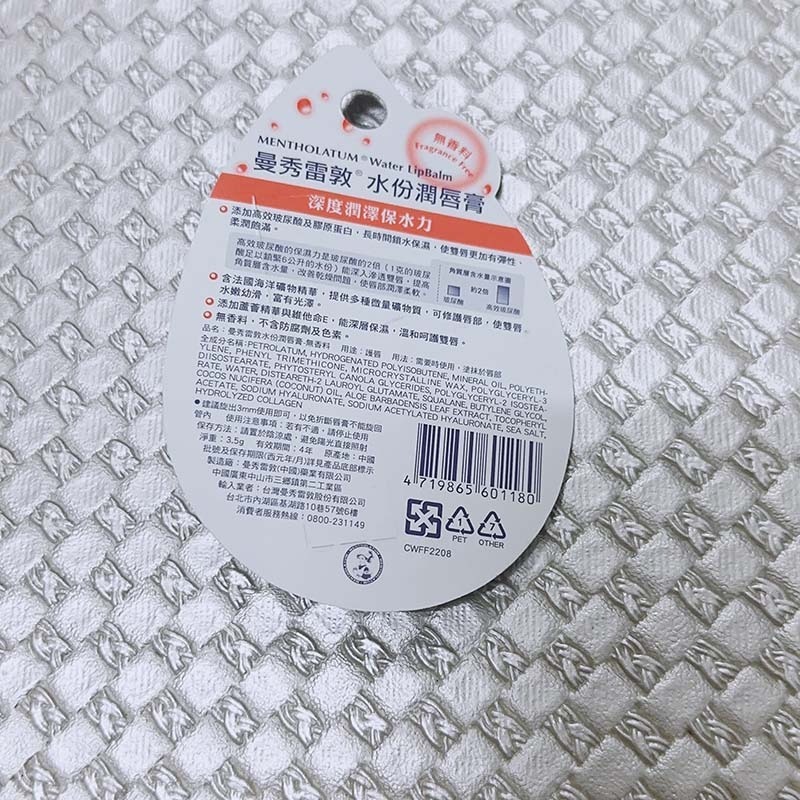 無香料
Fragrance Free
MENTHOLATUM® Water LipBalm
曼秀雷敦® 水份潤唇膏
深度潤澤保水力
添加高效玻尿酸及膠原蛋白，長時間鎖水保濕，使雙唇更加有彈性、
柔潤飽滿。
高效玻尿酸的保濕力是玻尿酸的2倍（1克的玻尿
酸足以鎖緊6公升的水份）能深入滲透雙唇，提高
角質層含水量，改善乾燥問題，使唇部潤澤柔軟。
角質層含水量示意圖
約2倍
玻尿酸
高效玻尿酸
含法國海洋礦物精華，提供多種微量礦物質，可修護唇部，使雙唇
水嫩幼滑，富有光澤。
添加蘆薈精華與維他命E，能深層保濕，溫和呵護雙唇。
無香料，不含防腐劑及色素。
品名：曼秀雷敦水份潤唇膏-無香料 用途：護唇 用法：需要時使用，塗抹於唇部
全成分名稱：PETROLATUM, HYDROGENATED POLYISOBUTENE, MINERAL OIL, POLYETH-
YLENE, PHENYL TRIMETHICONE, MICROCRYSTALLINE WAX, POLYGLYCERYL-3
DIISOSTEARATE, PHYTOSTERYL CANOLA GLYCERIDES, POLYGLYCERYL-2 ISOSTEA-
RATE, WATER, DISTEARETH-2 LAUROYL GLUTAMATE, SQUALANE, BUTYLENE GLYCOL,
COCOS NUCIFERA (COCONUT) OIL, ALOE BARBADENSIS LEAF EXTRACT, TOCOPHERYL
ACETATE, SODIUM HYALURONATE, SODIUM ACETYLATED HYALURONATE, SEA SALT,
HYDROLYZED COLLAGEN
建議旋出3mm使用即可，以免折斷唇膏不能旋回
管內 使用注意事項：若有不適，請停止使用
保存方法：請置於陰涼處，避免陽光直接照射
淨重：3.5g 有效期間：4年 原產地：中國
批號及保存期限(西元年/月)詳見產品底部標示
製造廠：曼秀雷敦(中國)藥業有限公司
中國廣東中山市三鄉鎮第二工業區
輸入業者：台灣曼秀雷敦股份有限公司
台北市內湖區基湖路10巷57號6樓
消費者服務熱線：0800-231149
4 719865 601180
1
PET
7
OTHER
CWFF2208